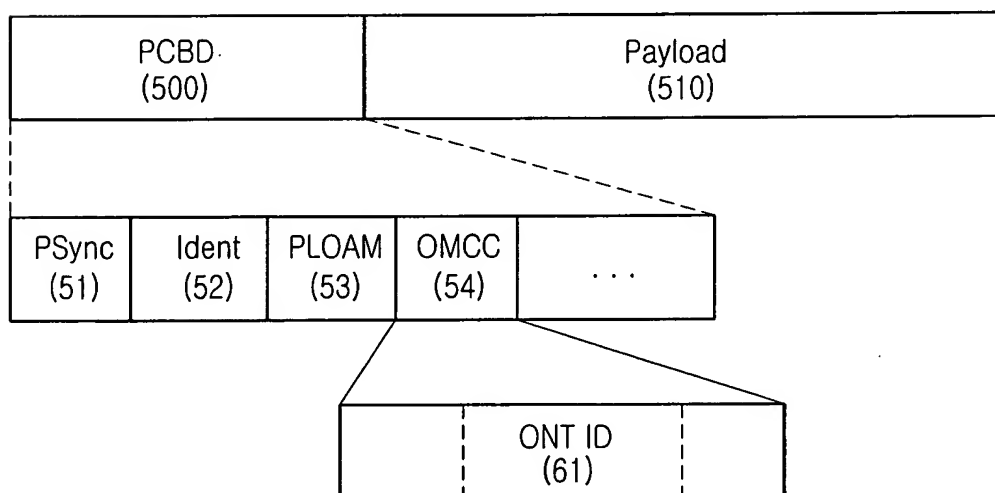 PCBD
(500)
Payload
(510)
PSync
(51)
Ident
(52)
PLOAM
(53)
OMCC
(54)
...
ONT ID
(61)